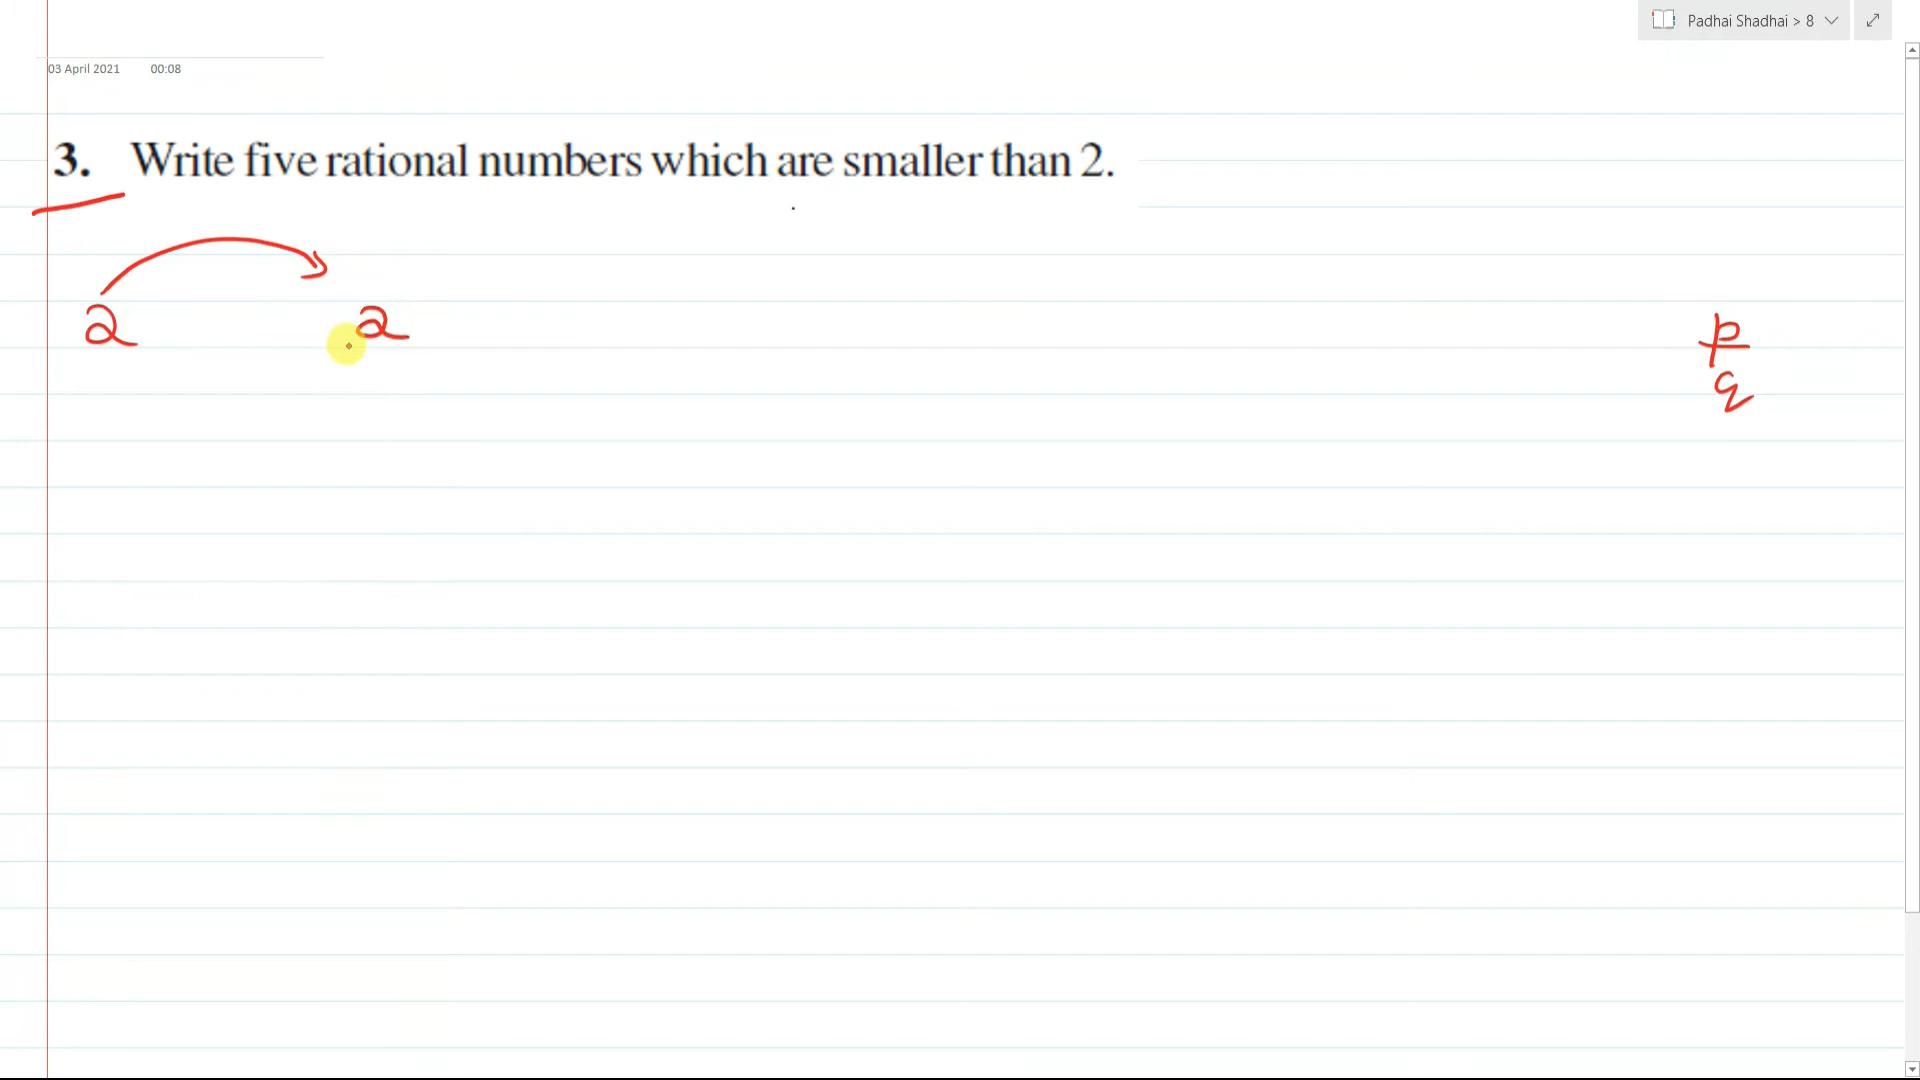 Padhai Shadhai > 8
03 April 2021 00:08
3. Write five rational numbers which are smaller than 2.
2 2
p
q